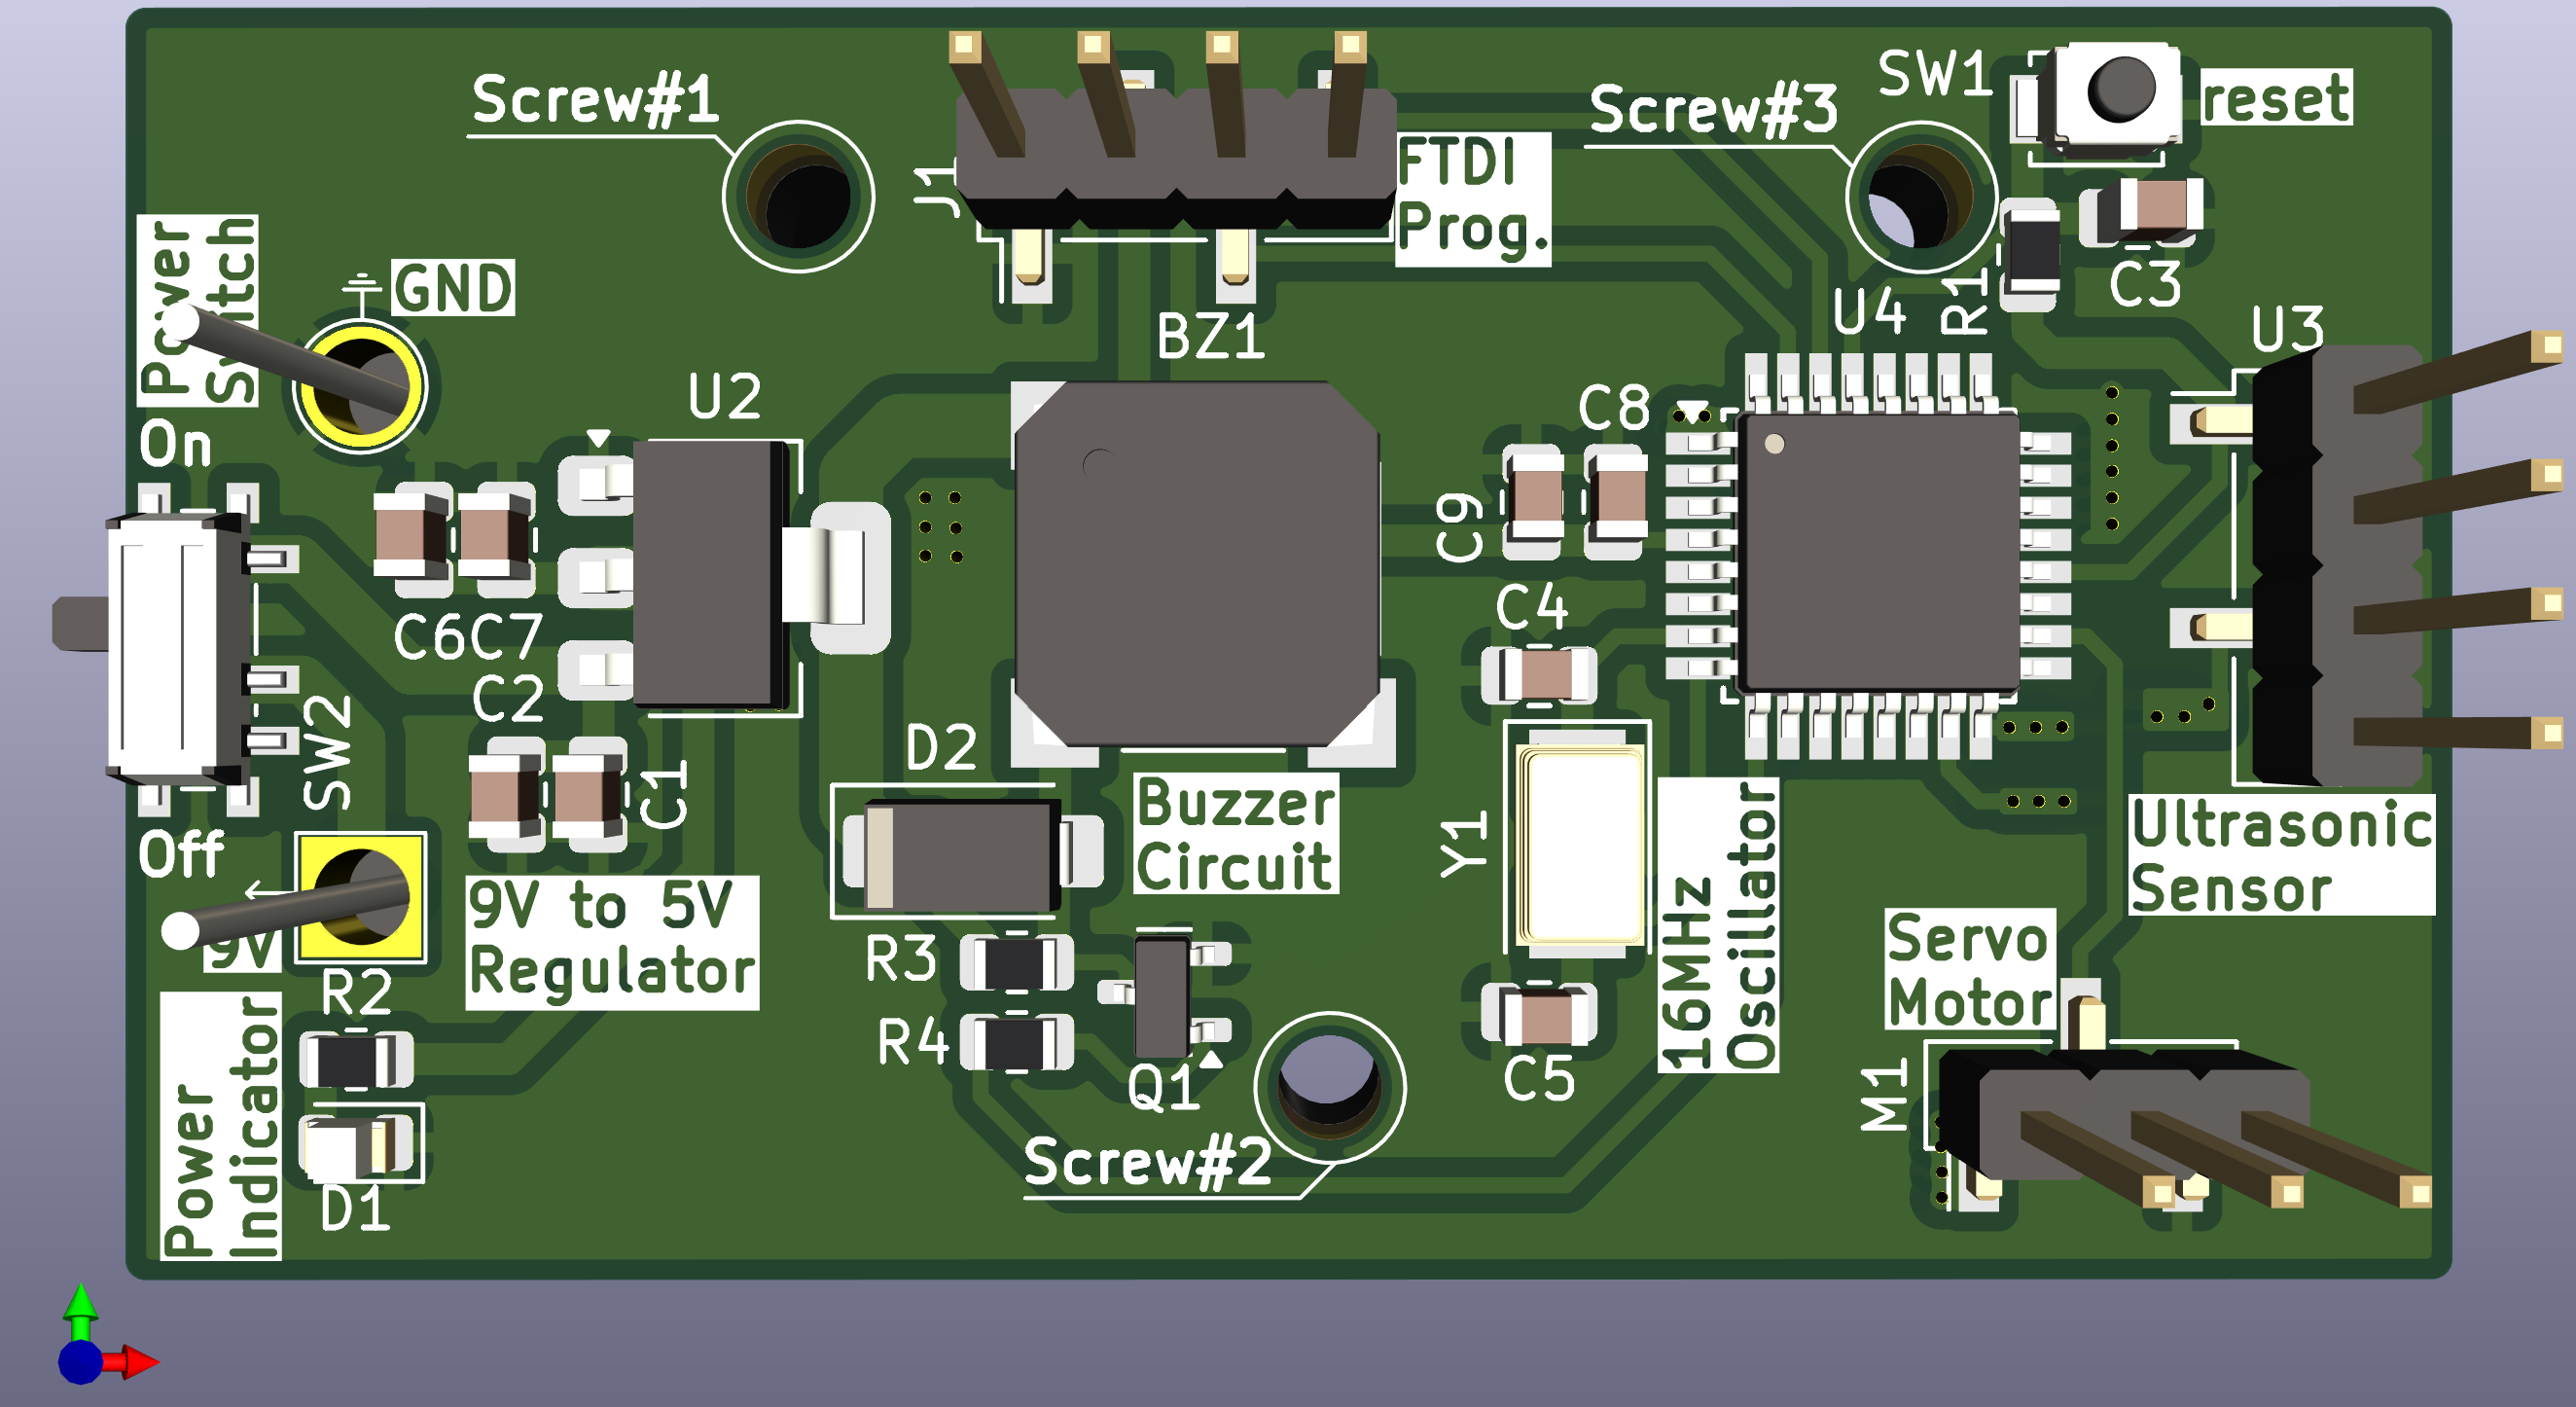 Screw#1
Screw#3
SW1
reset
J1
FTDI
Prog.
Power
Switch
GND
U4
R1
C3
U3
BZ1
U2
C8
On
C9
C6C7
C4
C2
SW2
D2
C1
Buzzer
Circuit
Y1
16MHz
Oscillator
Ultrasonic
Sensor
Off
9V
9V to 5V
Regulator
R2
R3
Servo
Motor
R4
Q1
C5
M1
Power
Indicator
D1
Screw#2